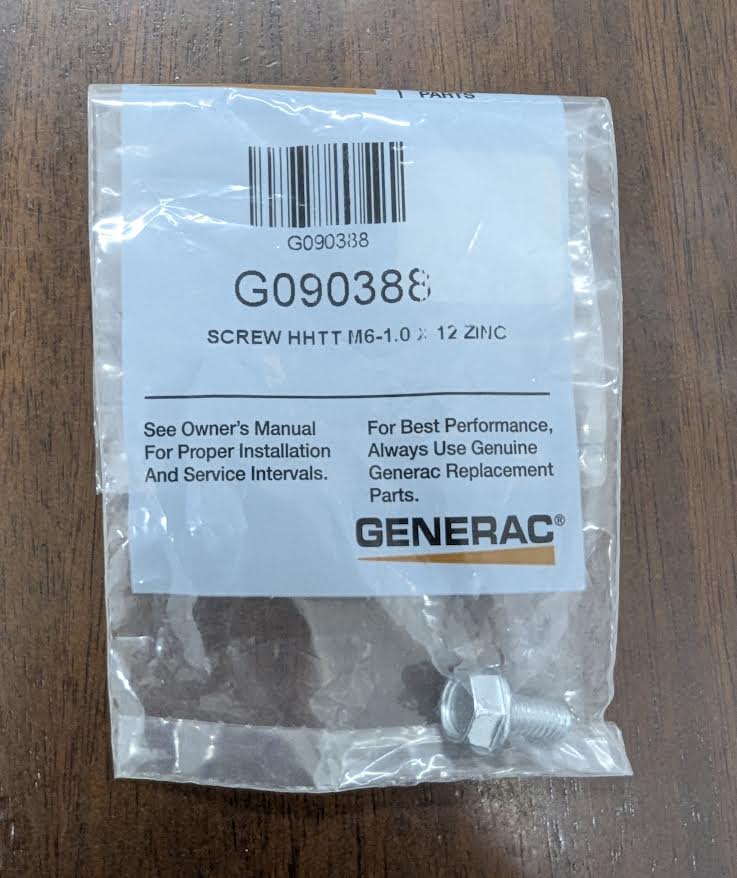 PARTS
G090388
G090388
SCREW HHTT M6-1.0 X 12 ZINC
See Owner's Manual
For Proper Installation
And Service Intervals.
For Best Performance,
Always Use Genuine
Generac Replacement
Parts.
GENERAC®